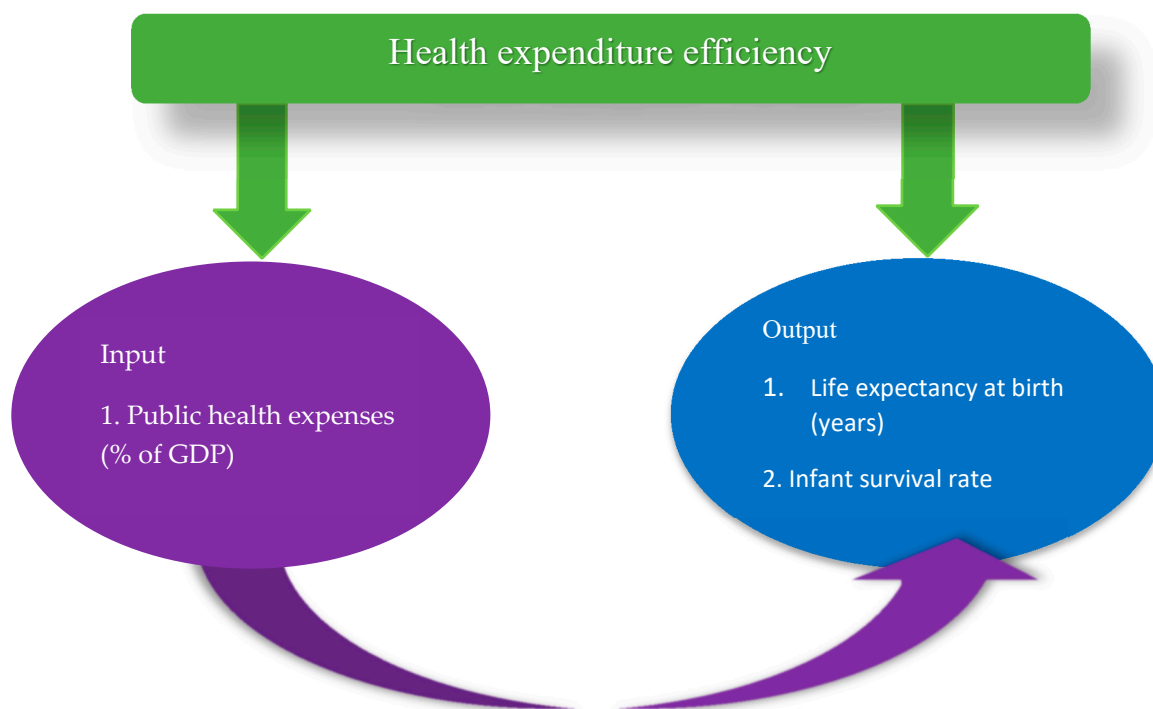 Health expenditure efficiency
Input
1. Public health expenses
(% of GDP)
Output
1. Life expectancy at birth
(years)
2. Infant survival rate